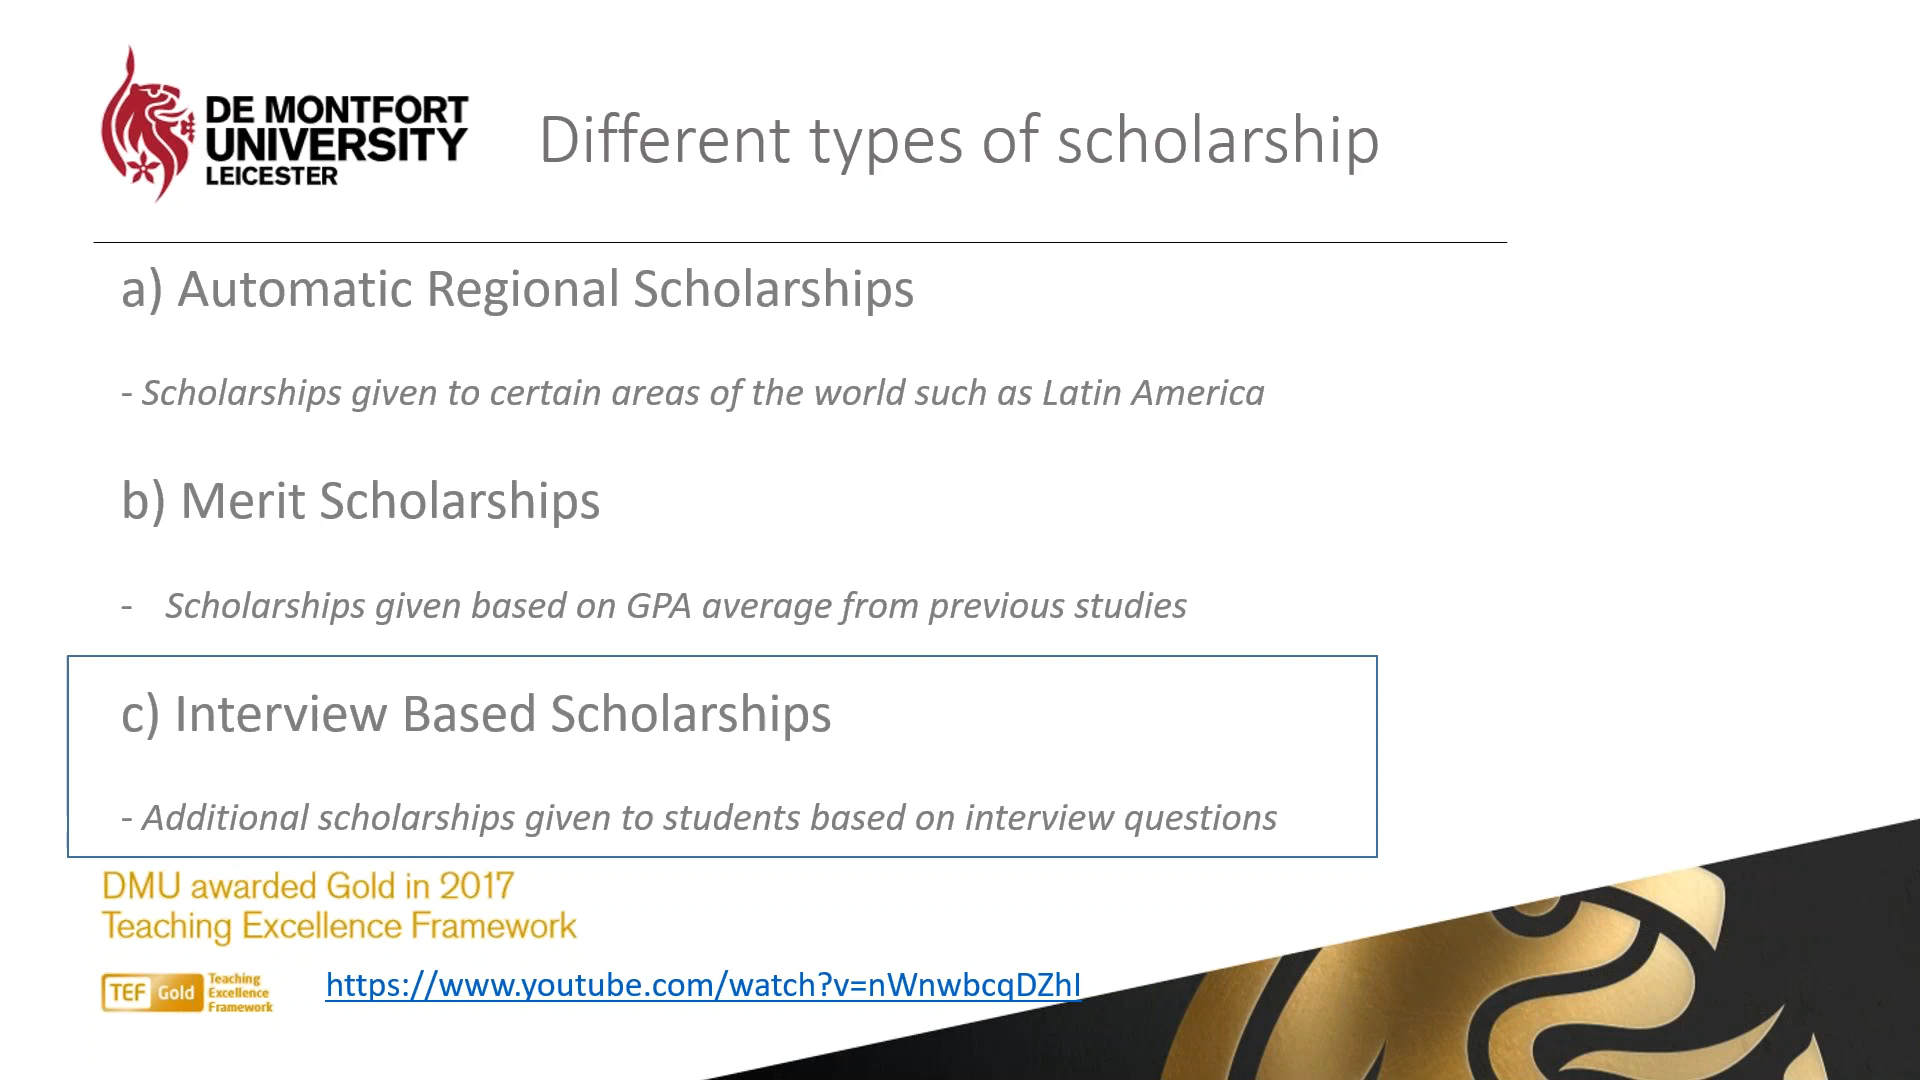 DE MONTFORT
UNIVERSITY
LEICESTER
Different types of scholarship
a) Automatic Regional Scholarships
- Scholarships given to certain areas of the world such as Latin America
b) Merit Scholarships
- Scholarships given based on GPA average from previous studies
c) Interview Based Scholarships
- Additional scholarships given to students based on interview questions
DMU awarded Gold in 2017
Teaching Excellence Framework
TEF Gold
Teaching
Excellence
Framework
https://www.youtube.com/watch?v=nWnwbcqDZhI